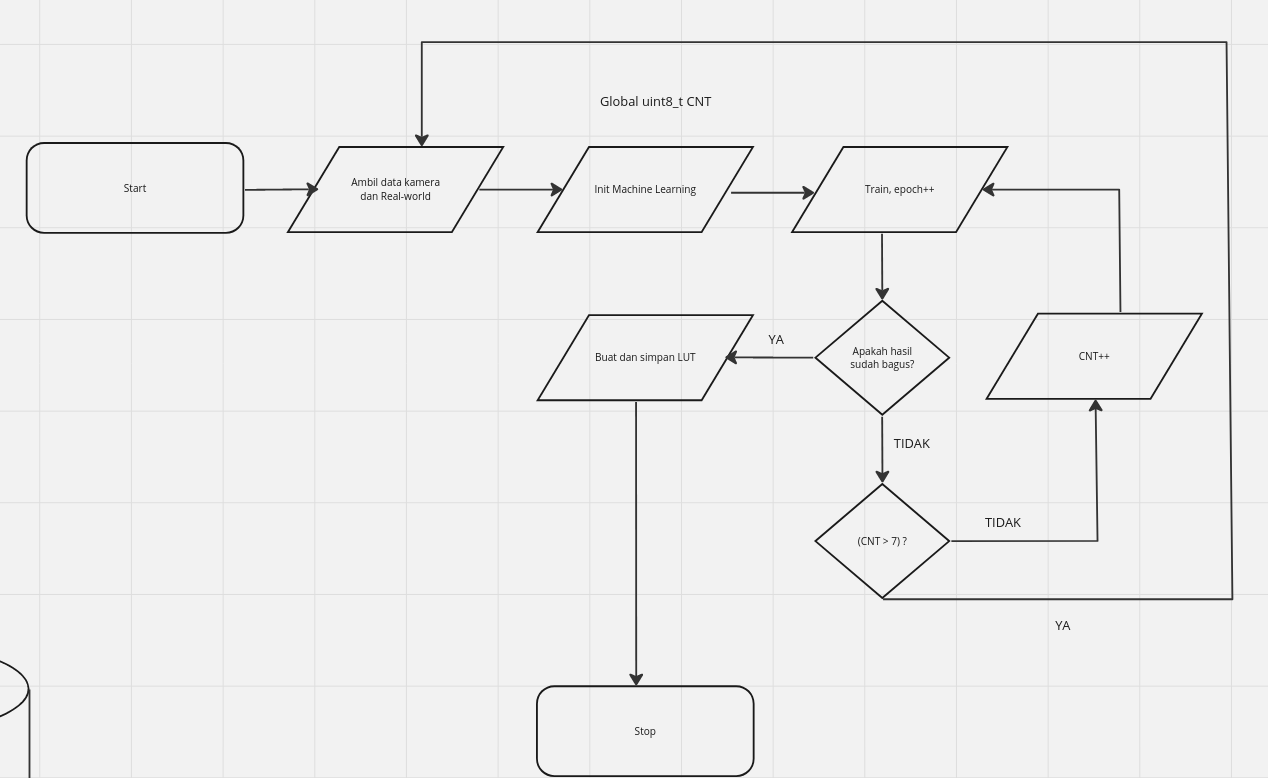 Global uint8_t CNT
Start
Ambil data kamera
dan Real-world
Init Machine Learning
Train, epoch++
YA
Buat dan simpan LUT
Apakah hasil
sudah bagus?
CNT++
TIDAK
TIDAK
(CNT > 7) ?
YA
Stop